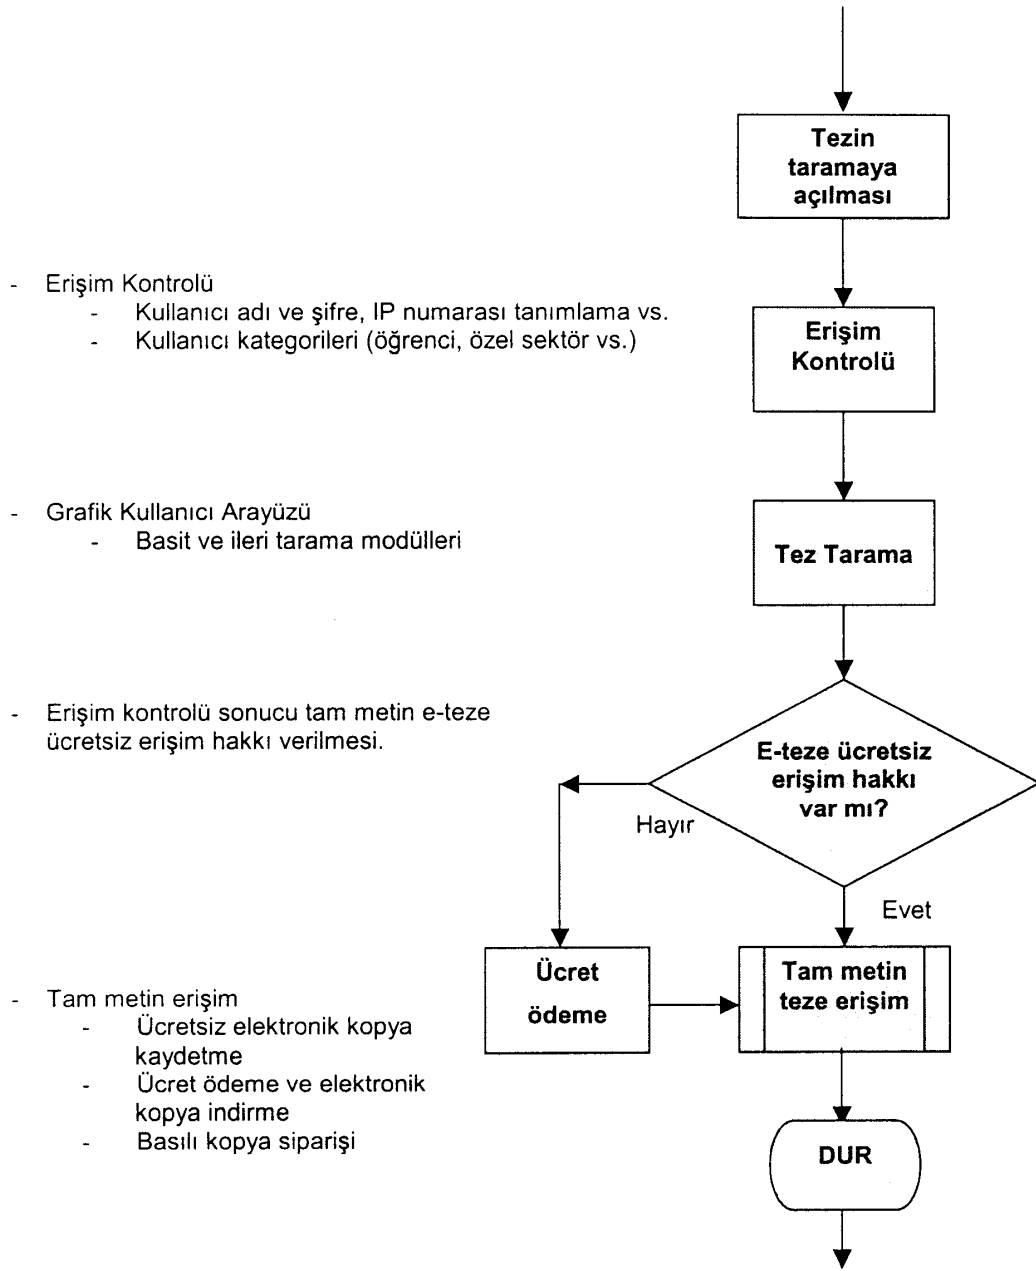 Tezin
taramaya
açılması
- Erişim Kontrolü
- Kullanıcı adı ve şifre, IP numarası tanımlama vs.
- Kullanıcı kategorileri (öğrenci, özel sektör vs.)
Erişim
Kontrolü
- Grafik Kullanıcı Arayüzü
- Basit ve ileri tarama modülleri
Tez Tarama
- Erişim kontrolü sonucu tam metin e-teze
ücretsiz erişim hakkı verilmesi.
E-teze ücretsiz
erişim hakkı
var mı?
Hayır
Evet
Ücret
ödeme
Tam metin
teze erişim
- Tam metin erişim
- Ücretsiz elektronik kopya
kaydetme
- Ücret ödeme ve elektronik
kopya indirme
- Basılı kopya siparişi
DUR